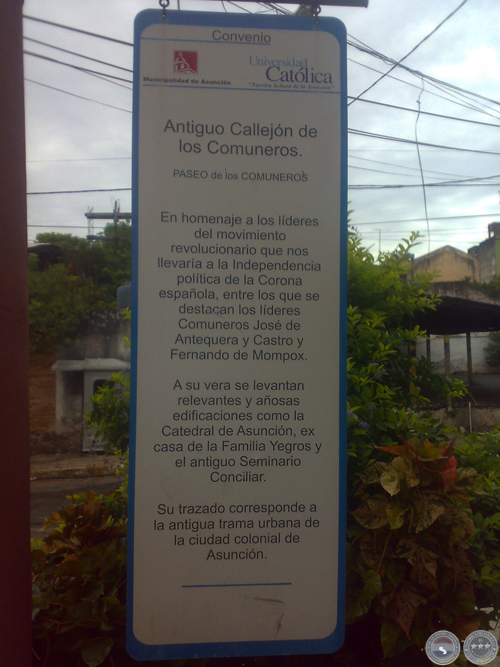 Convenio
Municipalidad de Asunción
Universidad
Católica
Antiguo Callejón de
los Comuneros.
PASEO de los COMUNEROS
En homenaje a los líderes
del movimiento
revolucionario que nos
llevaría a la Independencia
política de la Corona
española, entre los que se
destacan los líderes
Comuneros José de
Antequera y Castro y
Fernando de Mompox.
A su vera se levantan
relevantes y añosas
edificaciones como la
Catedral de Asunción, ex
casa de la Familia Yegros y
el antiguo Seminario
Conciliar.
Su trazado corresponde a
la antigua trama urbana de
la ciudad colonial de
Asunción.